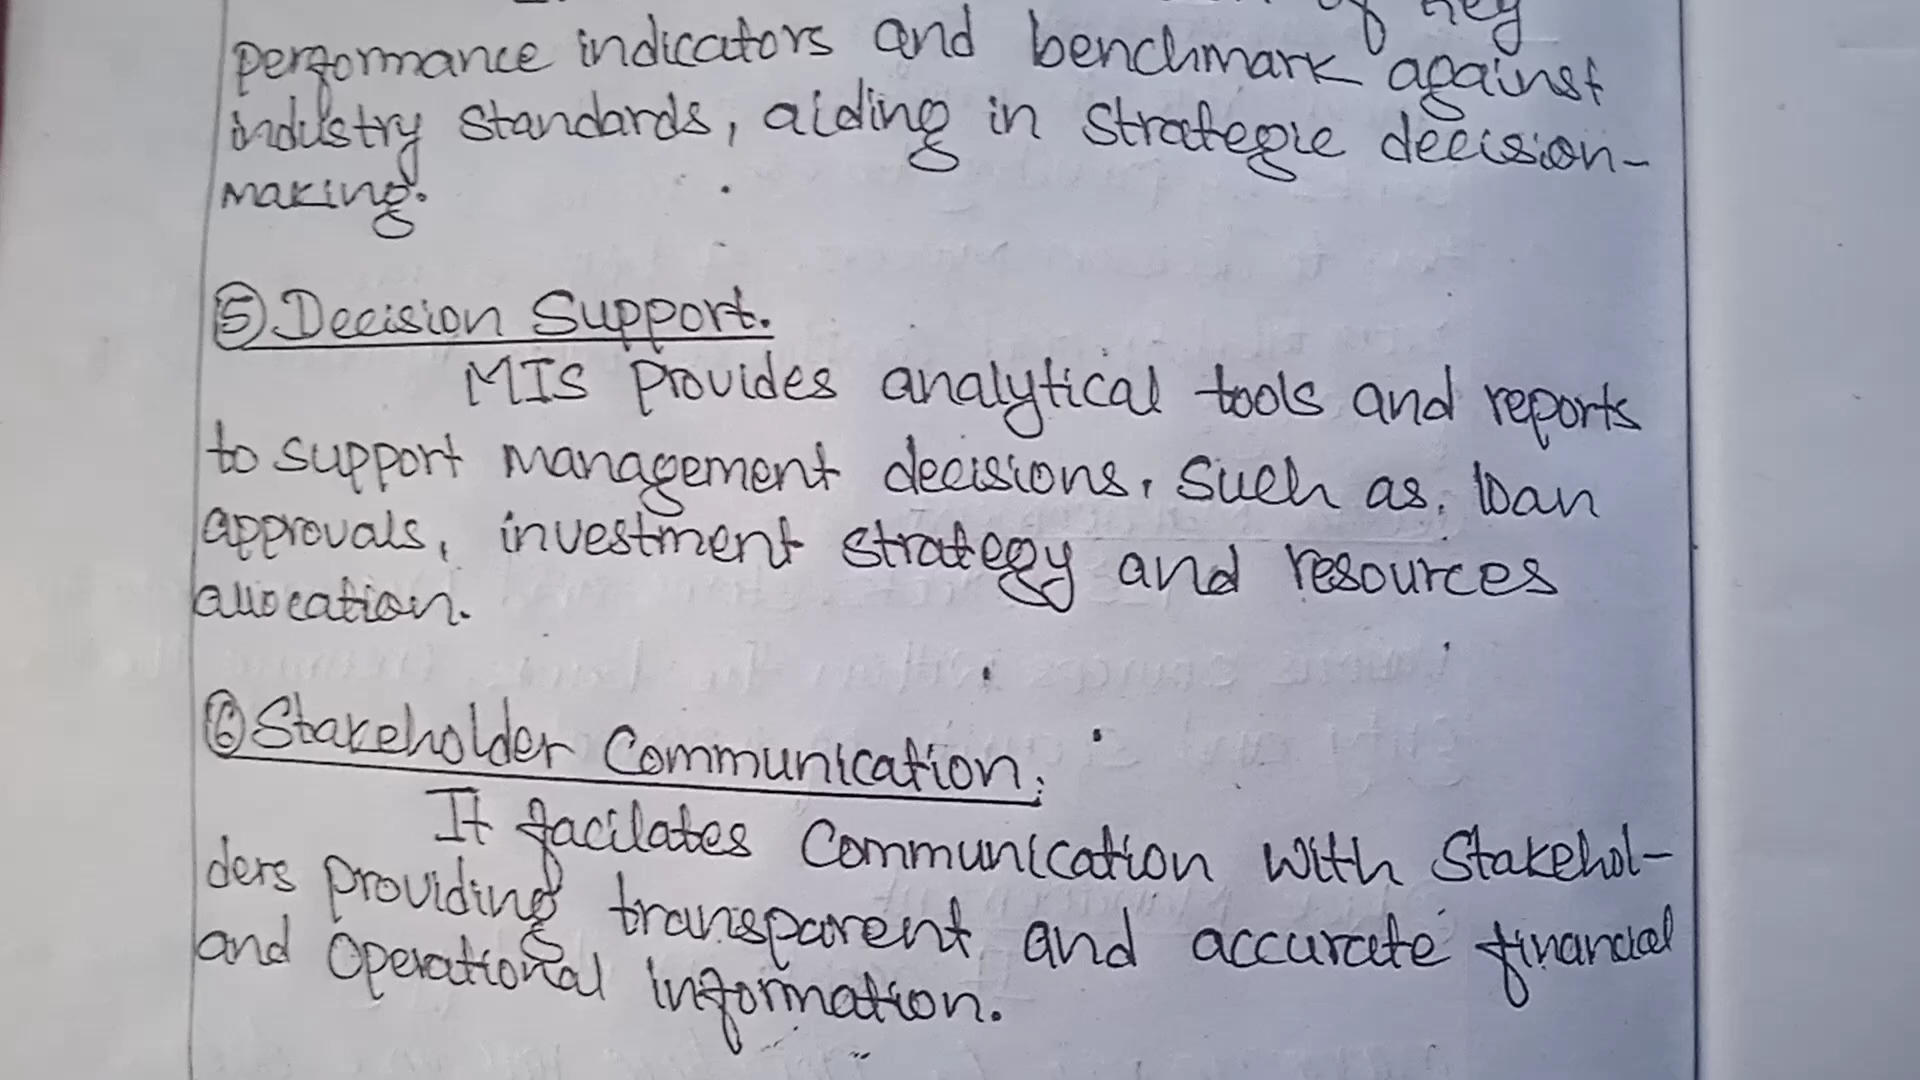 of key
performance indicators and benchmark against
industry standards, aiding in strategic decision-
making.
⑤ Decision Support.
MIS provides analytical tools and reports
to support management decisions, such as, loan
approvals, investment strategy and resources
allocation.
⑥ Stakeholder Communication.
It facilates communication with stakehol-
ders providing transparent and accurate financial
and operational information.